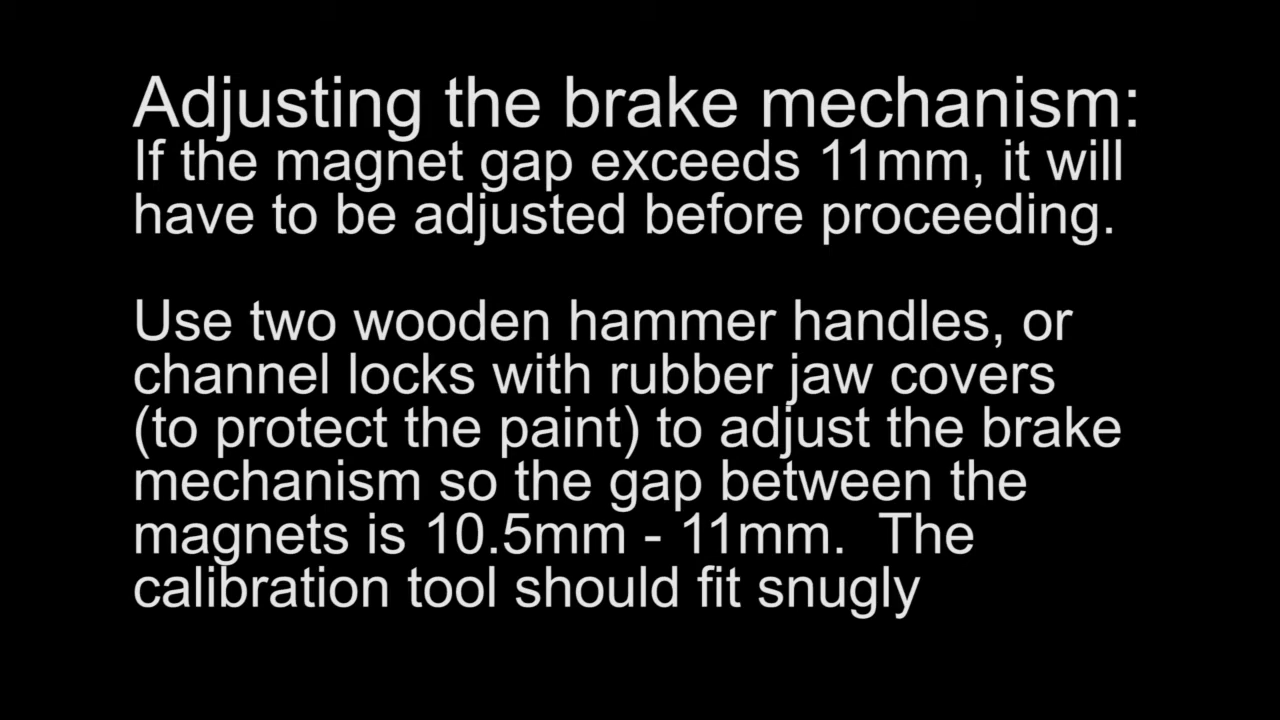 Adjusting the brake mechanism:
If the magnet gap exceeds 11mm, it will
have to be adjusted before proceeding.
Use two wooden hammer handles, or
channel locks with rubber jaw covers
(to protect the paint) to adjust the brake
mechanism so the gap between the
magnets is 10.5mm - 11mm.  The
calibration tool should fit snugly